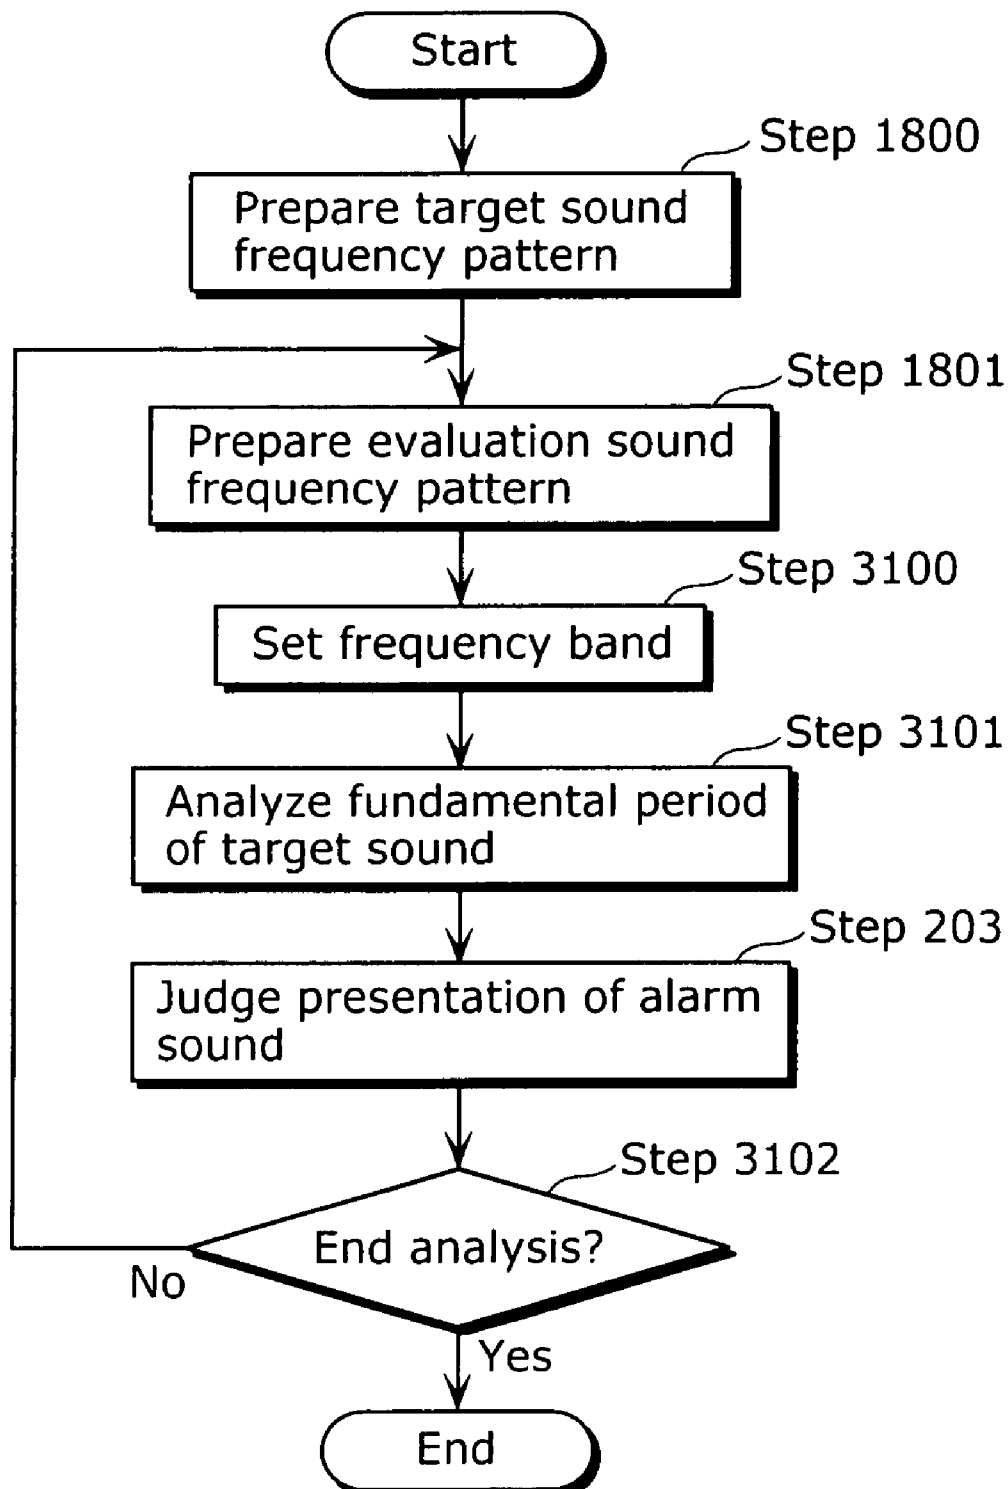 Start
Step 1800
Prepare target sound
frequency pattern
Step 1801
Prepare evaluation sound
frequency pattern
Step 3100
Set frequency band
Step 3101
Analyze fundamental period
of target sound
Step 203
Judge presentation of alarm
sound
Step 3102
End analysis?
No
Yes
End